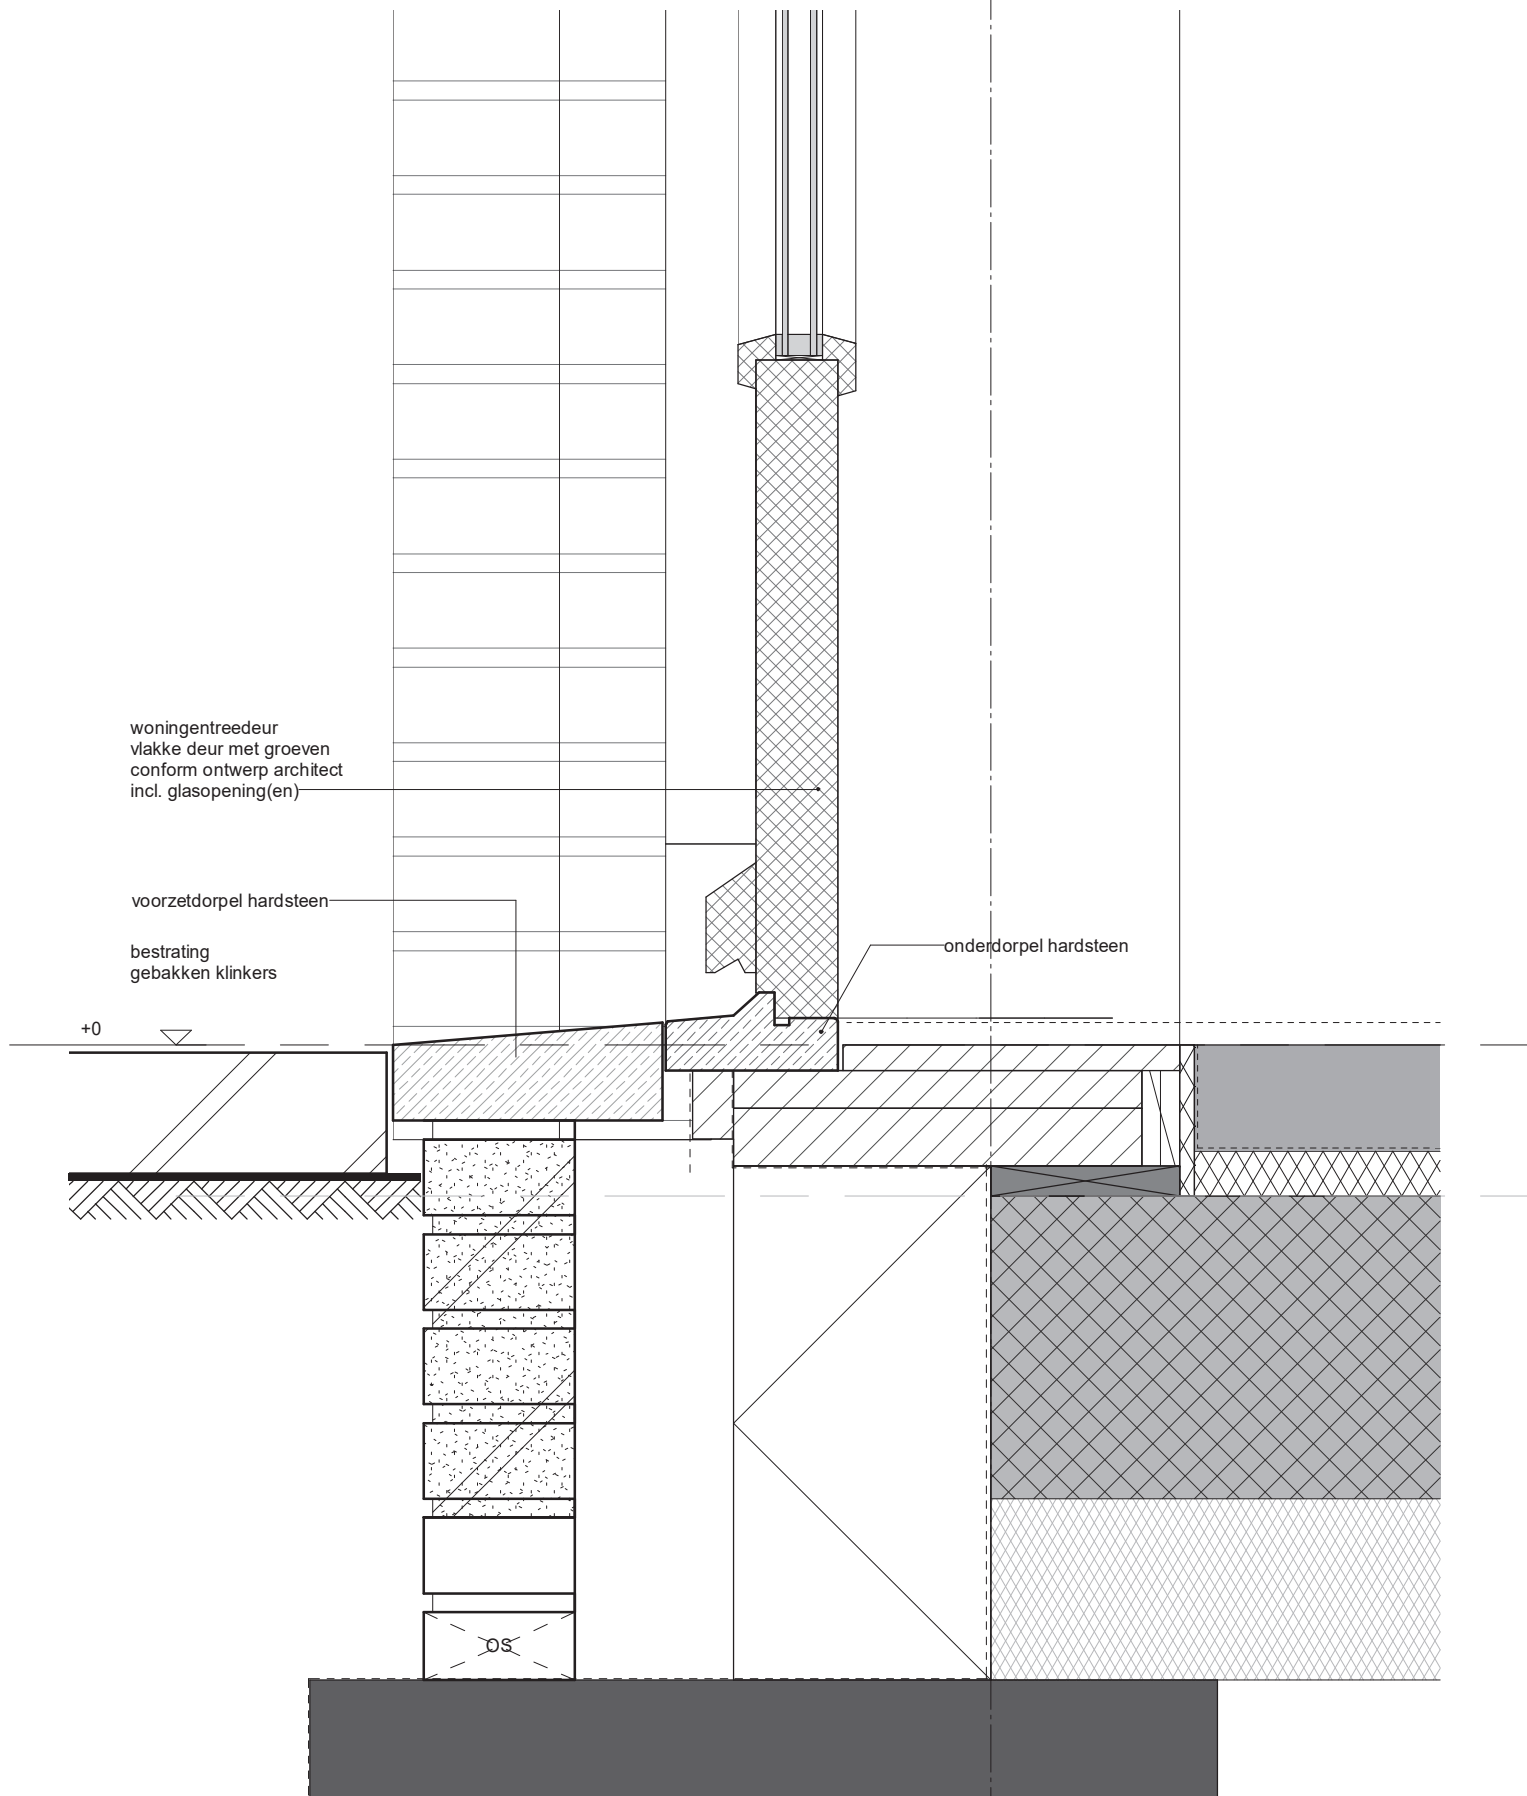 woningentreedeur
vlakke deur met groeven
conform ontwerp architect
incl. glasopening(en)
voorzetdorpel hardsteen
onderdorpel hardsteen
bestrating
gebakken klinkers
+0
OS